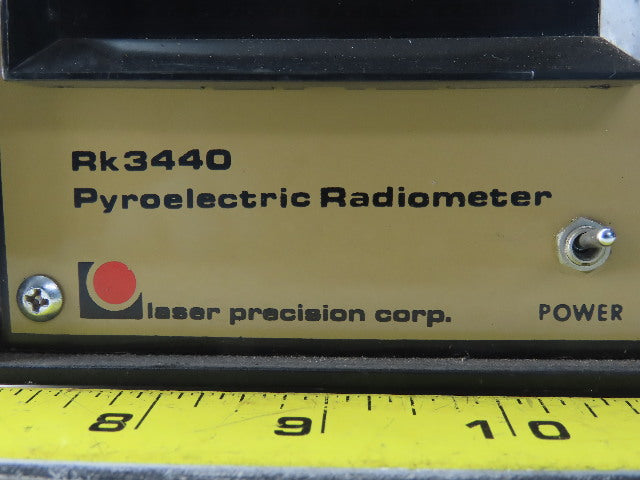 Rk3440
Pyroelectric Radiometer
laser precision corp.
POWER
8 9 10